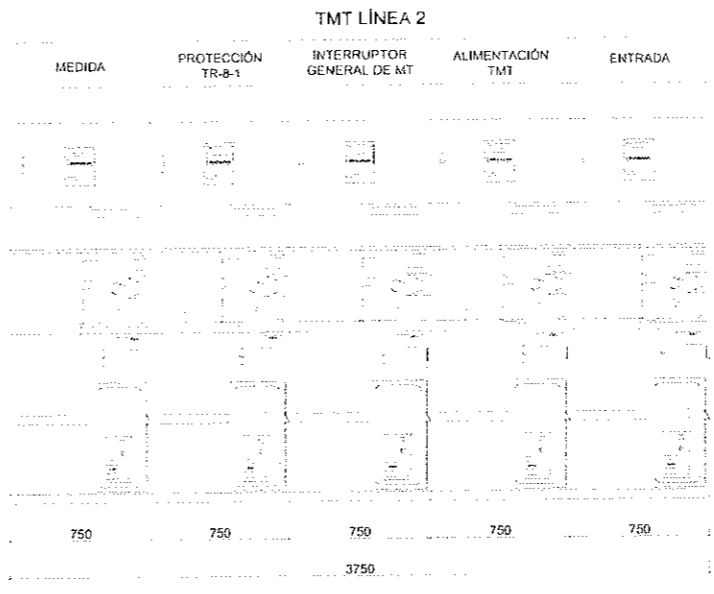 TMT LÍNEA 2
MEDIDA
PROTECCIÓN
TR-8-1
INTERRUPTOR
GENERAL DE MT
ALIMENTACIÓN
TMT
ENTRADA
750 750 750 750 750
3750